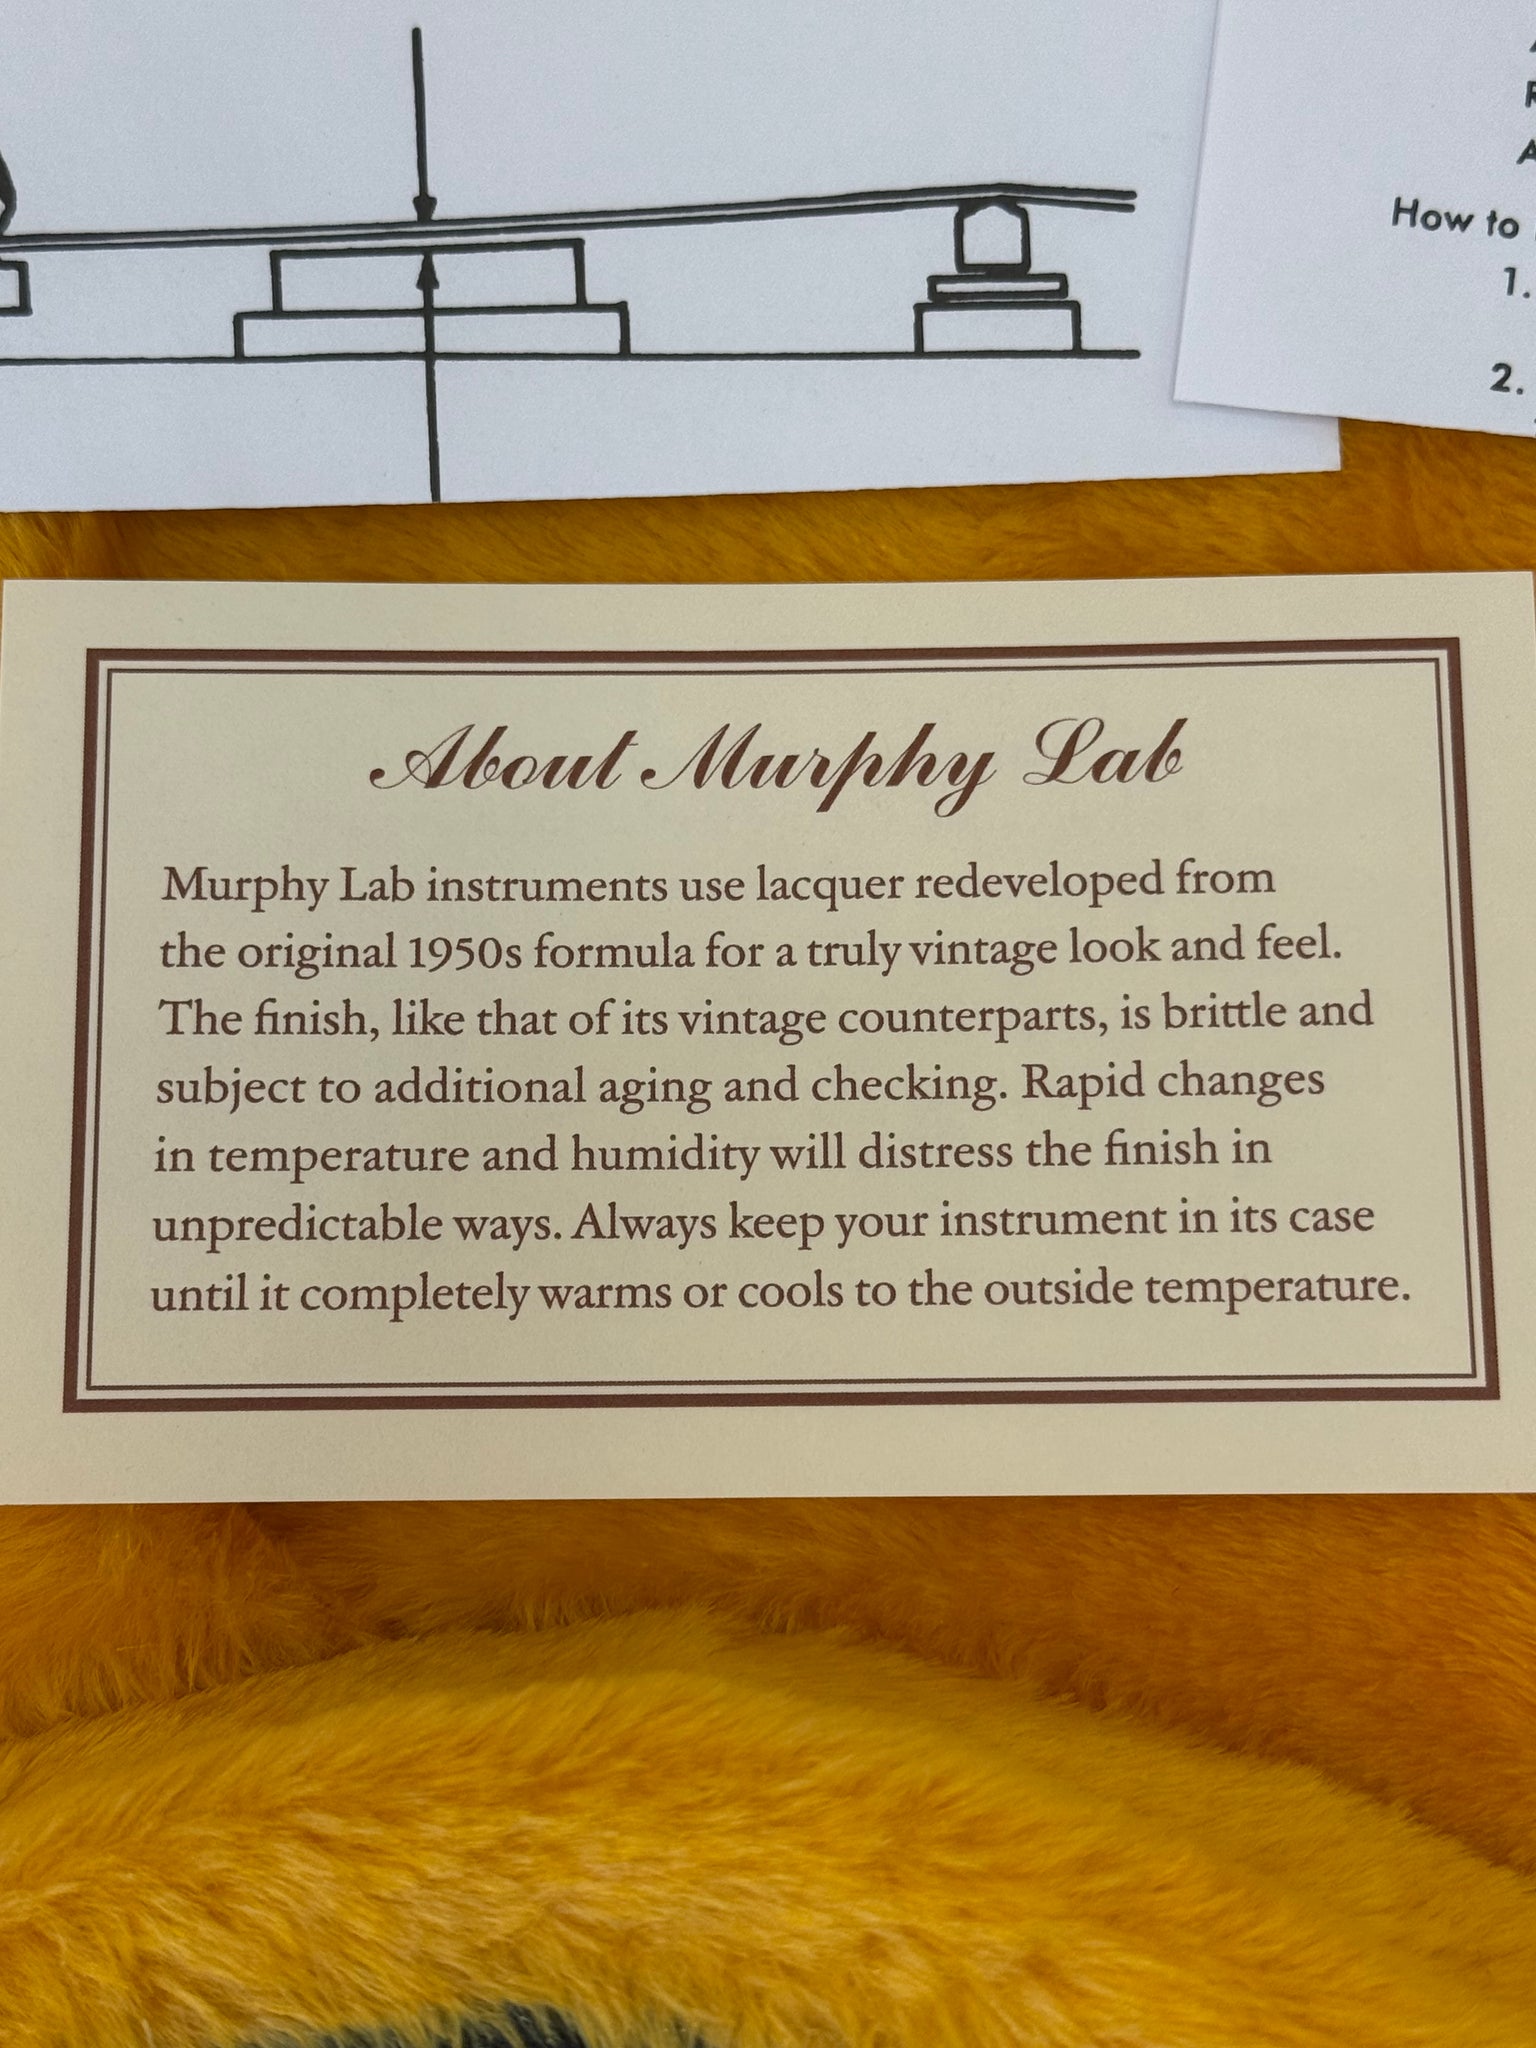 R
A
How to
1.
2.
About Murphy Lab
Murphy Lab instruments use lacquer redeveloped from
the original 1950s formula for a truly vintage look and feel.
The finish, like that of its vintage counterparts, is brittle and
subject to additional aging and checking. Rapid changes
in temperature and humidity will distress the finish in
unpredictable ways. Always keep your instrument in its case
until it completely warms or cools to the outside temperature.